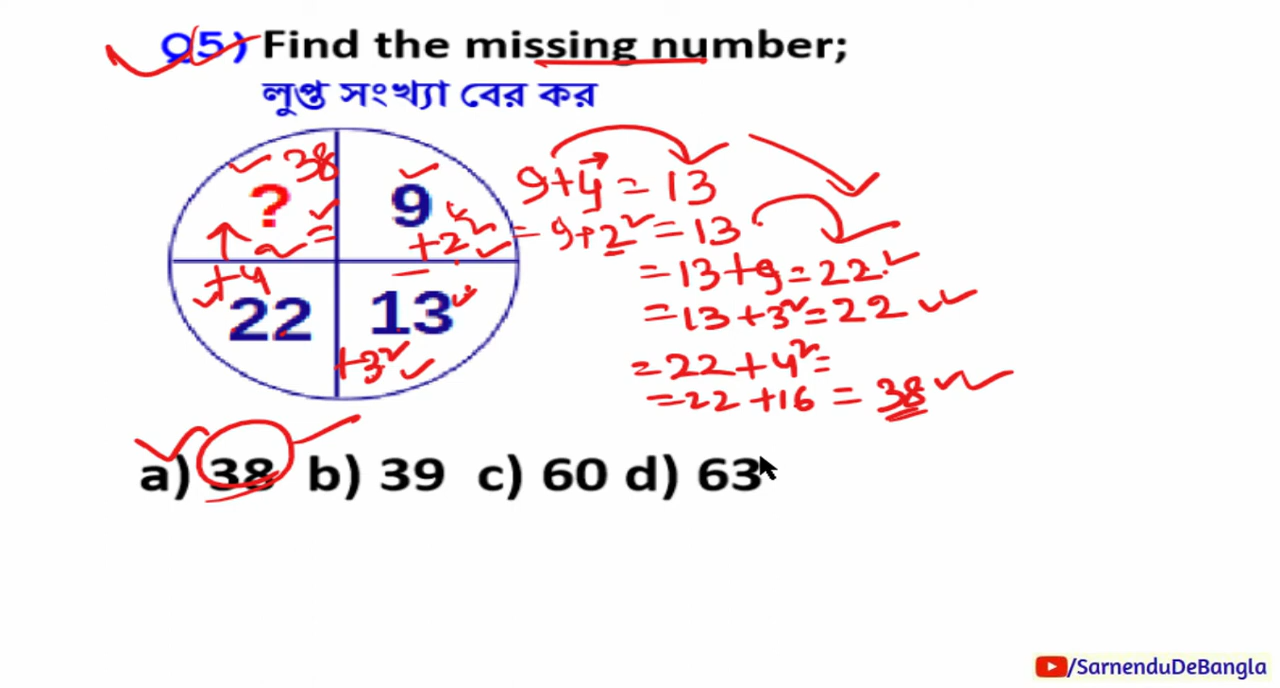 Q5) Find the missing number;
লুপ্ত সংখ্যা বের কর
38
? 9
+2²
+4
22 13
+3²
9+4 = 13
= 9+2² = 13
= 13+9 = 22
= 13+3² = 22
= 22+4² =
= 22+16 = 38
a) 38 b) 39 c) 60 d) 63
/SarnenduDeBangla